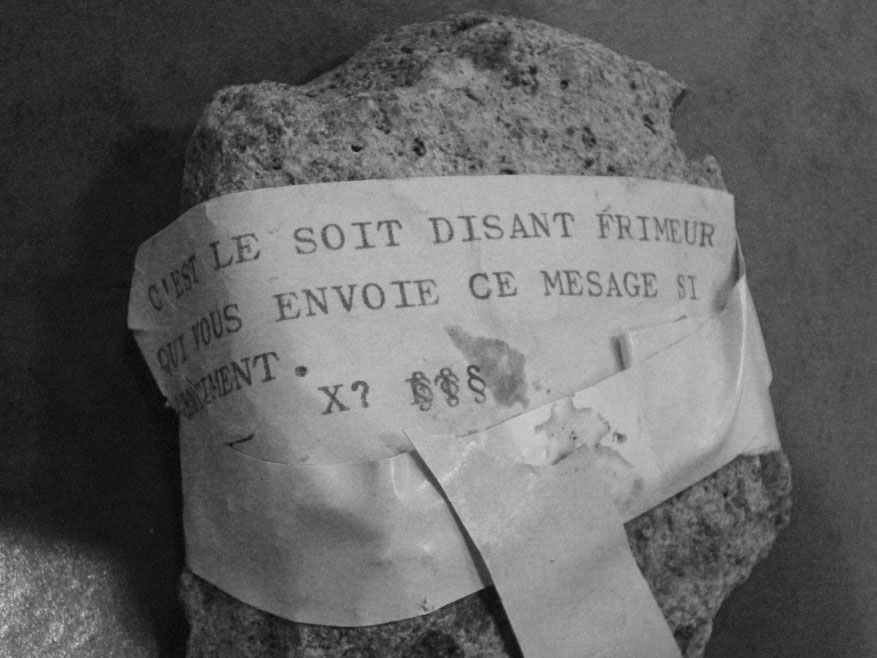 C'EST LE SOIT DISANT FRIMEUR
QUI VOUS ENVOIE CE MESAGE SI
X? §§§